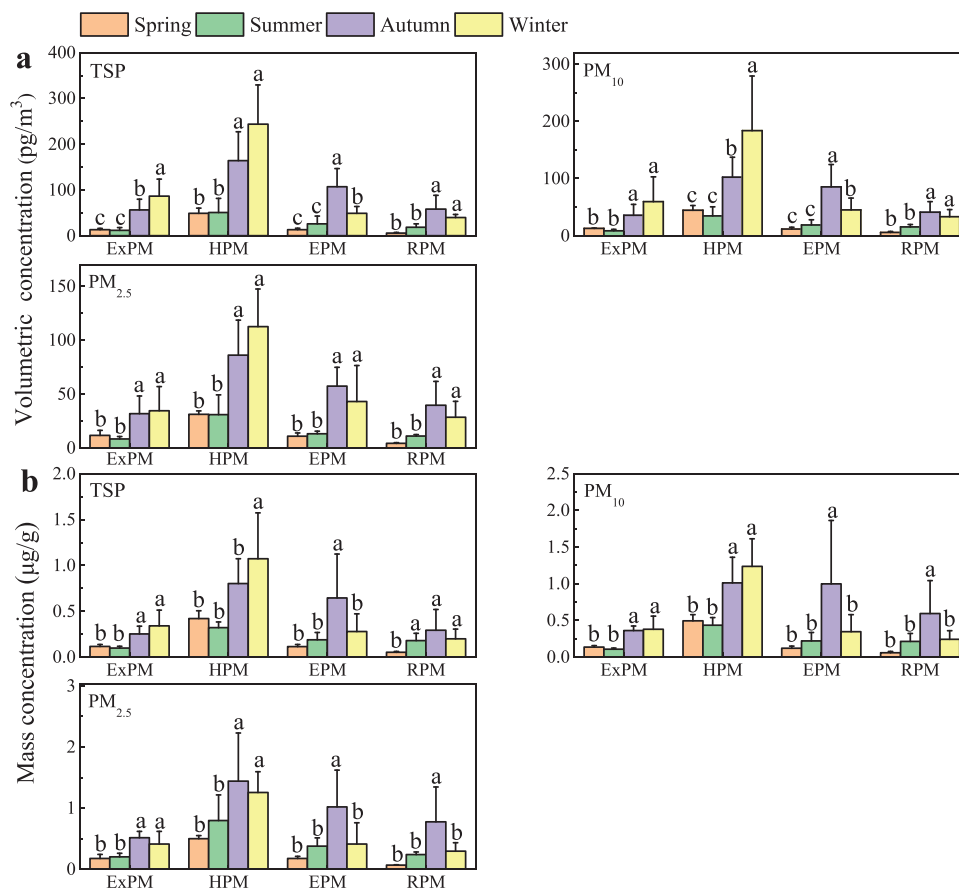 Spring Summer Autumn Winter
a
Volumetric concentration (pg/m³)
TSP
400
300
200
100
0
c c b a
b b a a
c c a b
b b a a
ExPM HPM EPM RPM
PM₁₀
300
200
100
0
b b a a
c c b a
c c a b
b b a a
ExPM HPM EPM RPM
PM₂.₅
150
100
50
0
b b a a
b b a a
b b a a
b b a a
ExPM HPM EPM RPM
b
Mass concentration (μg/g)
TSP
2.0
1.5
1.0
0.5
0.0
b b a a
b b b a
b b a b
b a a a
ExPM HPM EPM RPM
PM₁₀
2.5
2.0
1.5
1.0
0.5
0.0
b b a a
b b a a
b b a b
b b a b
ExPM HPM EPM RPM
PM₂.₅
3
2
1
0
b b a a
b b a a
b b a b
b b a b
ExPM HPM EPM RPM